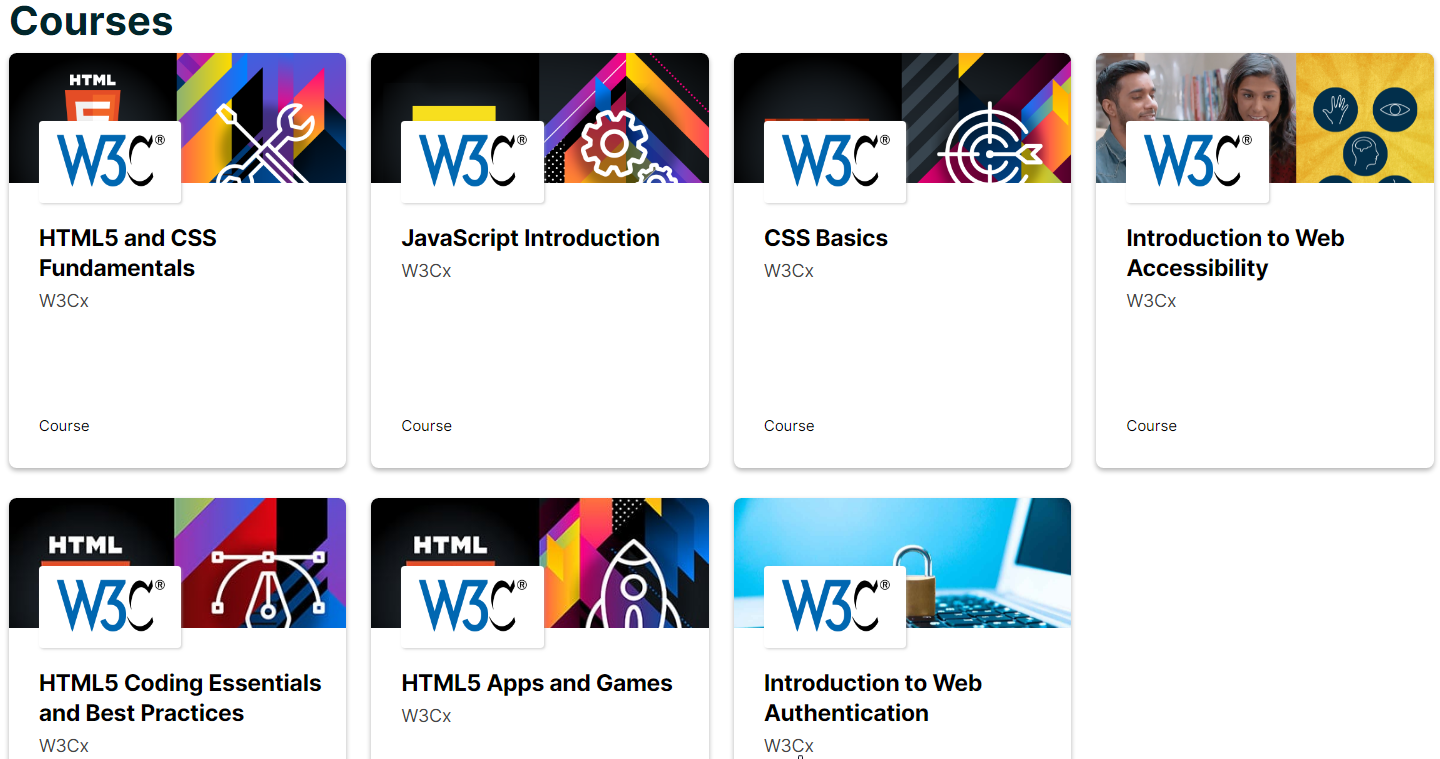 Courses
HTML
W3C®
HTML5 and CSS
Fundamentals
W3Cx
Course
W3C®
JavaScript Introduction
W3Cx
Course
W3C®
CSS Basics
W3Cx
Course
W3C®
Introduction to Web
Accessibility
W3Cx
Course
HTML
W3C®
HTML5 Coding Essentials
and Best Practices
W3Cx
HTML
W3C®
HTML5 Apps and Games
W3Cx
W3C®
Introduction to Web
Authentication
W3Cx